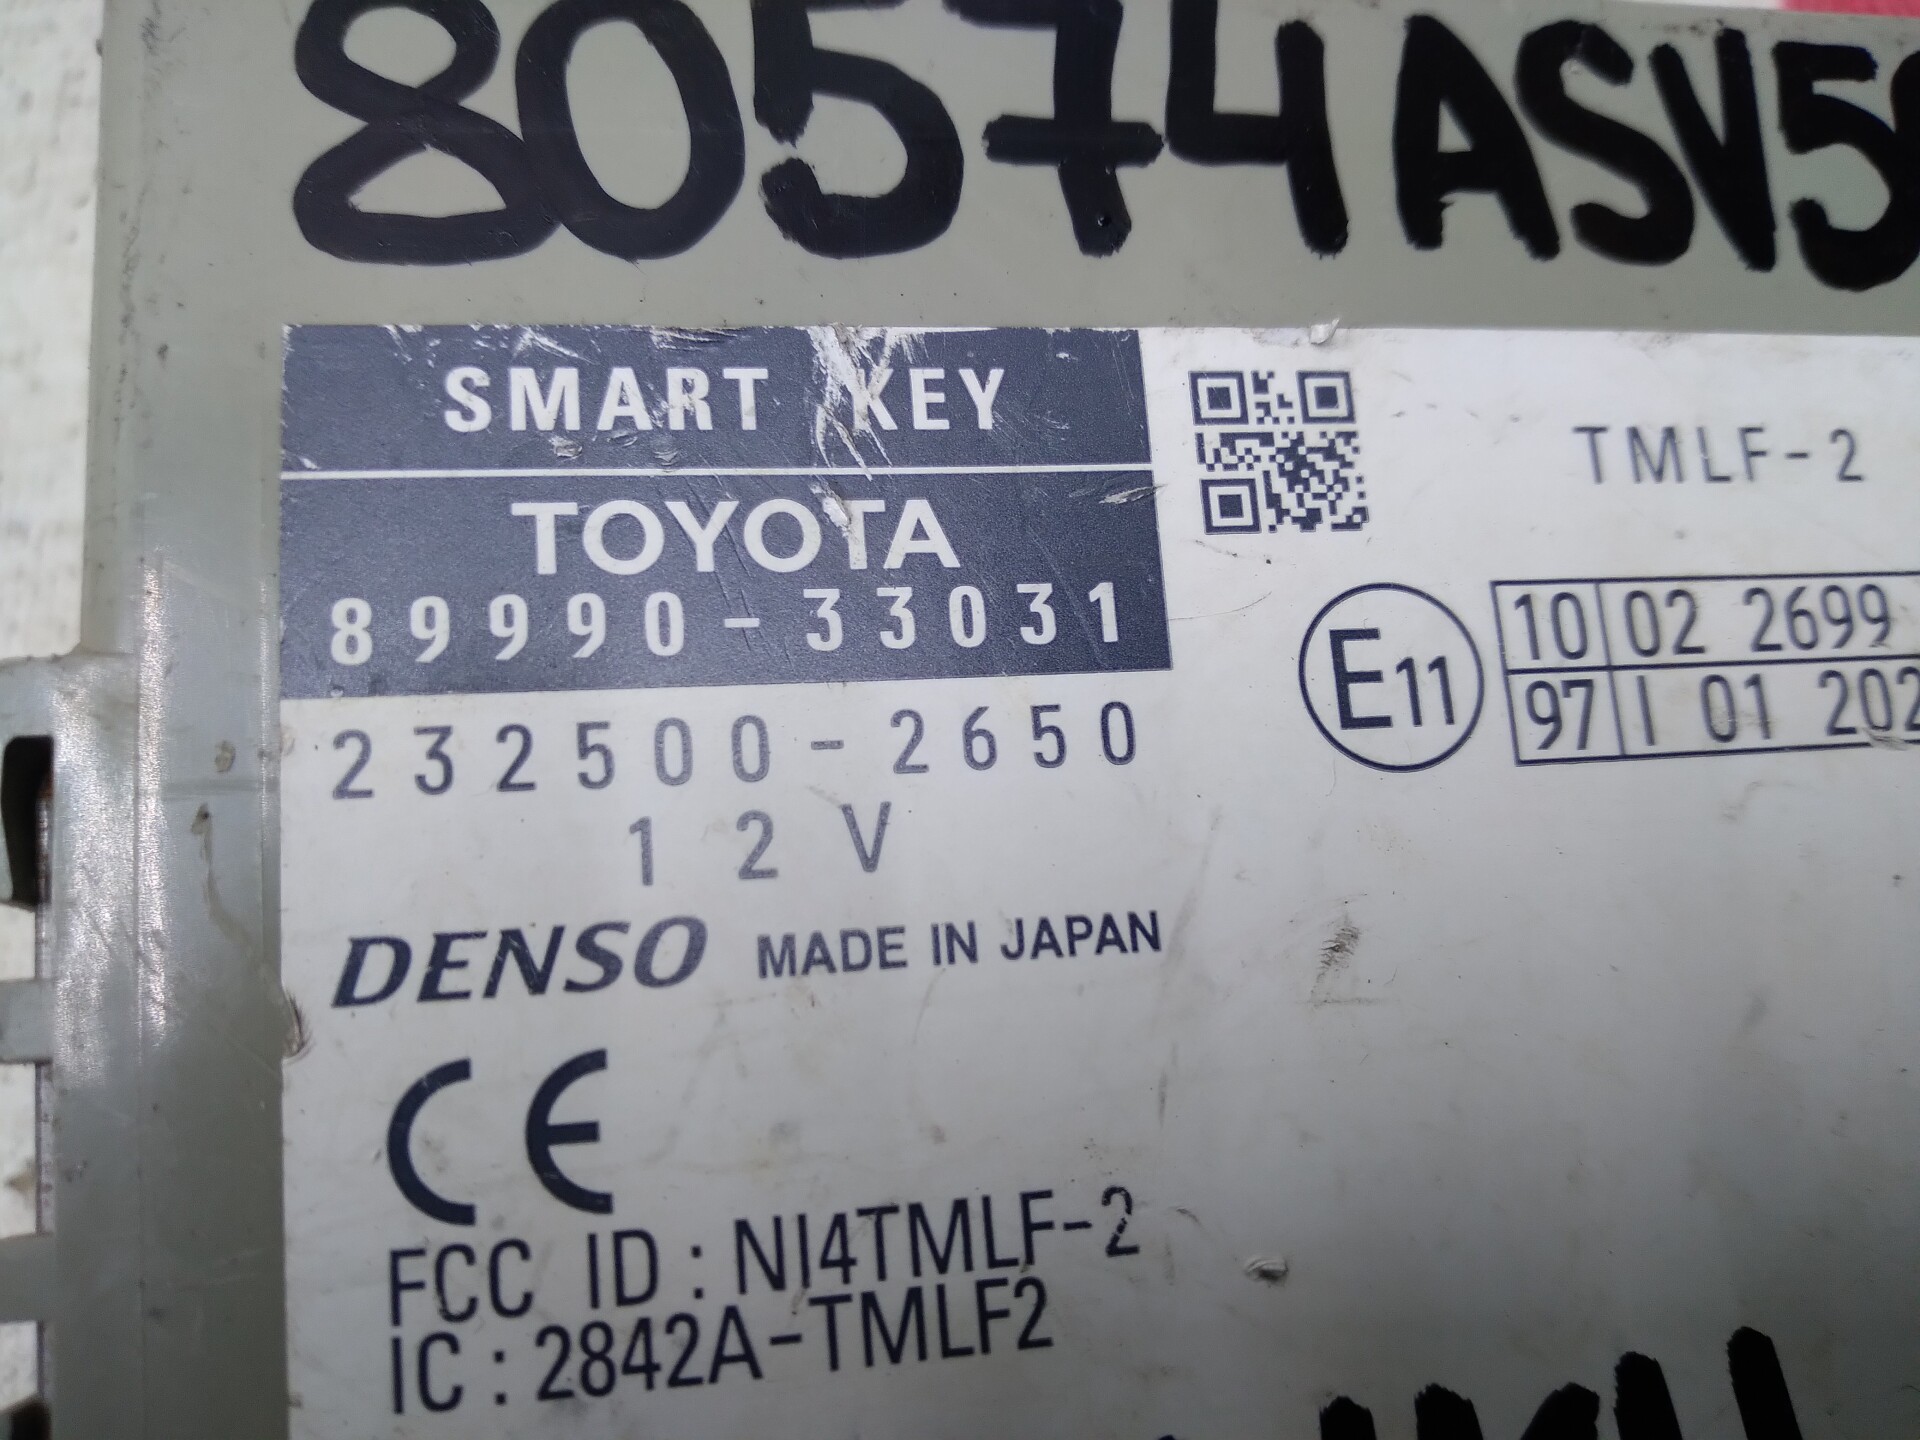 80574ASV5
SMART KEY
TOYOTA
89990-33031
232500-2650
12V
DENSO MADE IN JAPAN
CE
FCC ID : NI4TMLF-2
IC : 2842A-TMLF2
TMLF-2
E11
10 02 2699
97 I 01 202